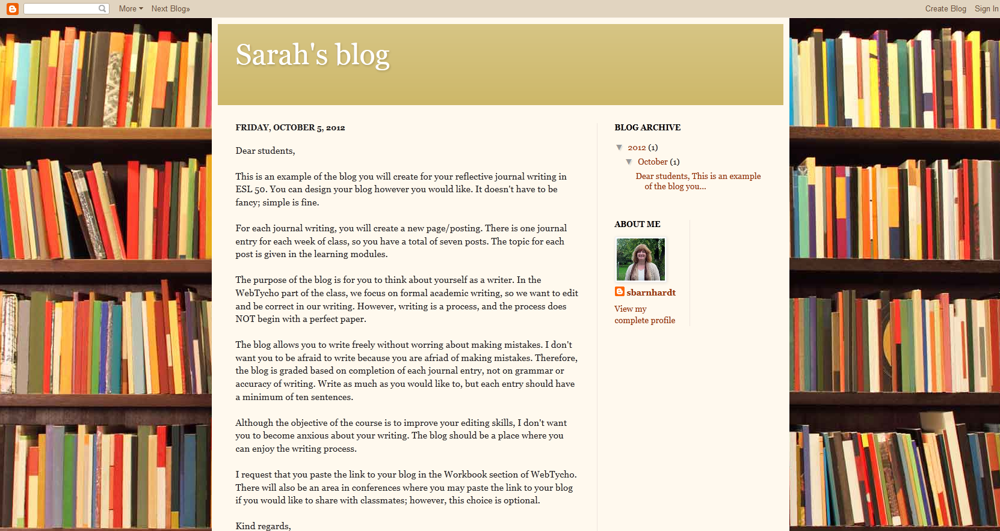 More Next Blog» Create Blog Sign In
Sarah's blog
FRIDAY, OCTOBER 5, 2012
Dear students,
This is an example of the blog you will create for your reflective journal writing in
ESL 50. You can design your blog however you would like. It doesn't have to be
fancy; simple is fine.
For each journal writing, you will create a new page/posting. There is one journal
entry for each week of class, so you have a total of seven posts. The topic for each
post is given in the learning modules.
The purpose of the blog is for you to think about yourself as a writer. In the
WebTycho part of the class, we focus on formal academic writing, so we want to edit
and be correct in our writing. However, writing is a process, and the process does
NOT begin with a perfect paper.
The blog allows you to write freely without worring about making mistakes. I don't
want you to be afraid to write because you are afriad of making mistakes. Therefore,
the blog is graded based on completion of each journal entry, not on grammar or
accuracy of writing. Write as much as you would like to, but each entry should have
a minimum of ten sentences.
Although the objective of the course is to improve your editing skills, I don't want
you to become anxious about your writing. The blog should be a place where you
can enjoy the writing process.
I request that you paste the link to your blog in the Workbook section of WebTycho.
There will also be an area in conferences where you may paste the link to your blog
if you would like to share with classmates; however, this choice is optional.
Kind regards,
BLOG ARCHIVE
▼ 2012 (1)
▼ October (1)
Dear students, This is an example
of the blog you...
ABOUT ME
sbarnhardt
View my
complete profile